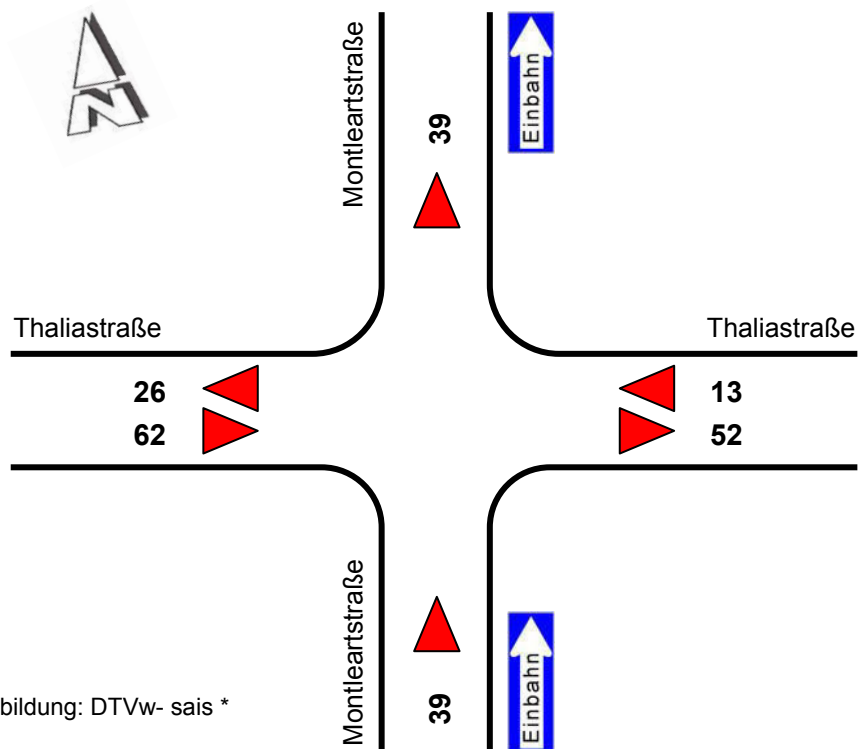 N
Montleartstraße
39
Einbahn
Thaliastraße
Thaliastraße
26
13
62
52
Montleartstraße
39
Einbahn
bildung: DTVw- sais *